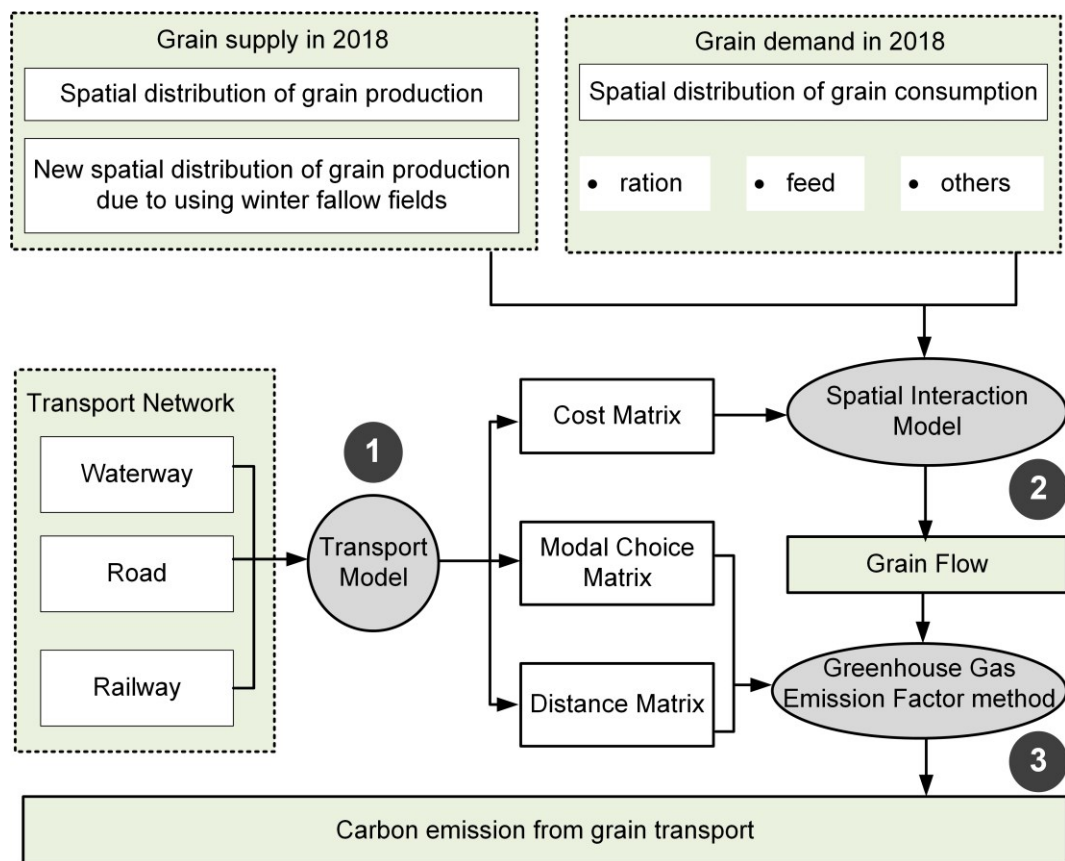 Grain supply in 2018
Spatial distribution of grain production
New spatial distribution of grain production
due to using winter fallow fields
Grain demand in 2018
Spatial distribution of grain consumption
• ration
• feed
• others
Transport Network
Waterway
Road
Railway
1
Transport
Model
Cost Matrix
Modal Choice
Matrix
Distance Matrix
Spatial Interaction
Model
2
Grain Flow
Greenhouse Gas
Emission Factor method
3
Carbon emission from grain transport